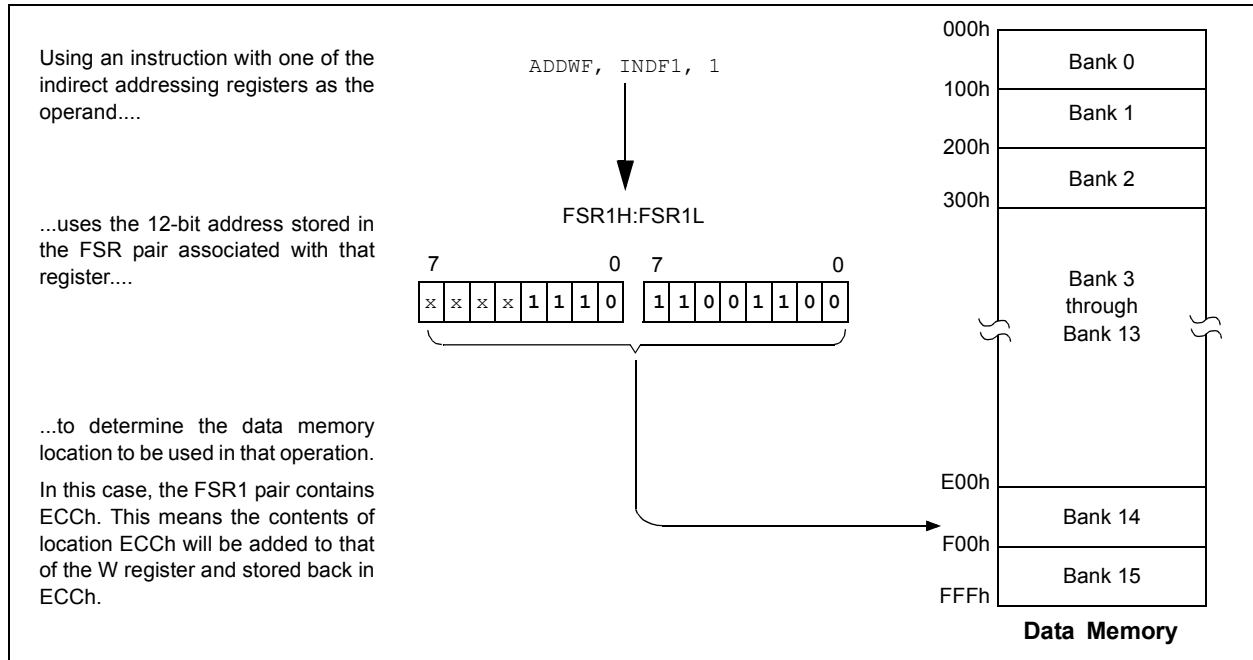 Using an instruction with one of the
indirect addressing registers as the
operand....
ADDWF, INDF1, 1
...uses the 12-bit address stored in
the FSR pair associated with that
register....
FSR1H:FSR1L
7 0 7 0
x x x x 1 1 1 0 1 1 0 0 1 1 0 0
...to determine the data memory
location to be used in that operation.
In this case, the FSR1 pair contains
ECCh. This means the contents of
location ECCh will be added to that
of the W register and stored back in
ECCh.
000h
Bank 0
100h
Bank 1
200h
Bank 2
300h
Bank 3
through
Bank 13
E00h
Bank 14
F00h
Bank 15
FFFh
Data Memory